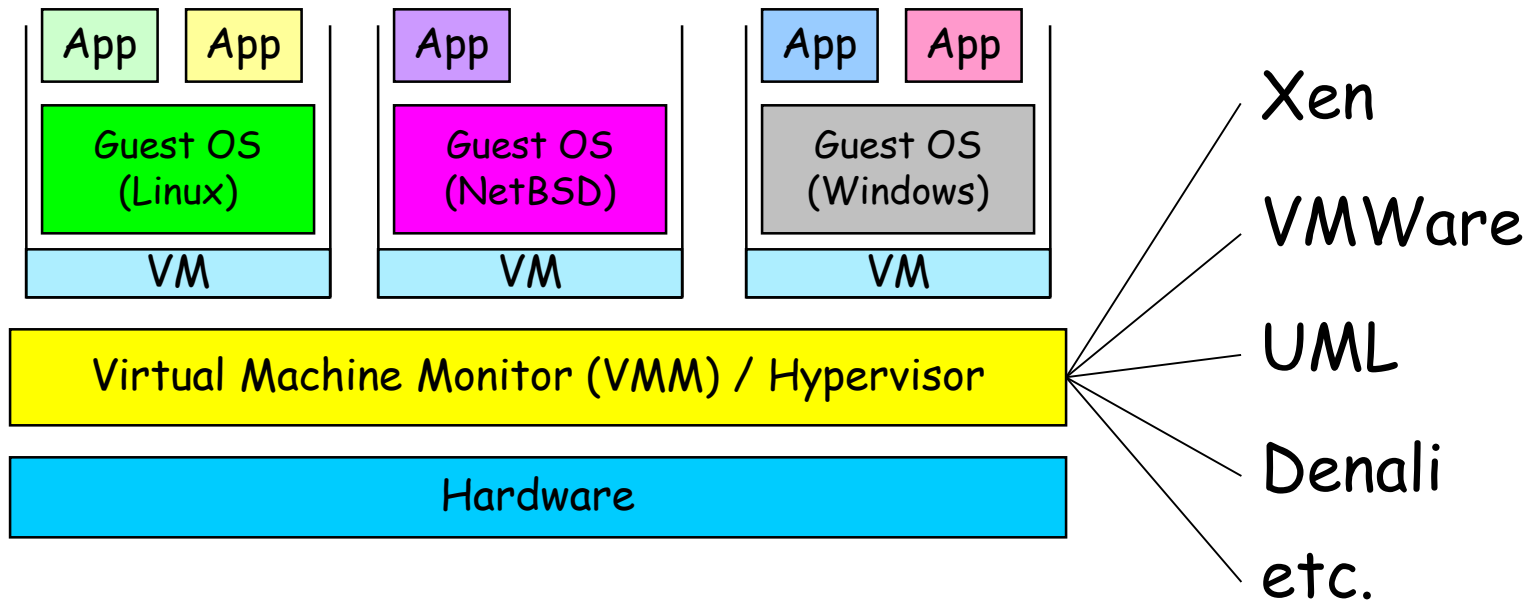 App
App
App
App
App
Guest OS
(Linux)
Guest OS
(NetBSD)
Guest OS
(Windows)
VM
VM
VM
Virtual Machine Monitor (VMM) / Hypervisor
Hardware
Xen
VMWare
UML
Denali
etc.